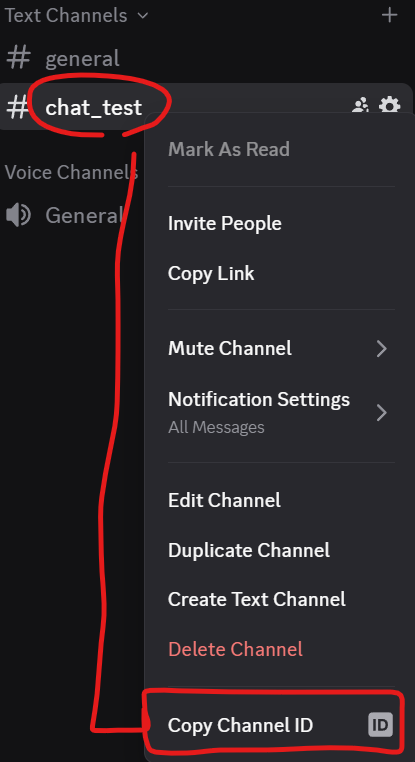 Text Channels
general
chat_test
Mark As Read
Voice Channels
General
Invite People
Copy Link
Mute Channel
Notification Settings
All Messages
Edit Channel
Duplicate Channel
Create Text Channel
Delete Channel
Copy Channel ID ID